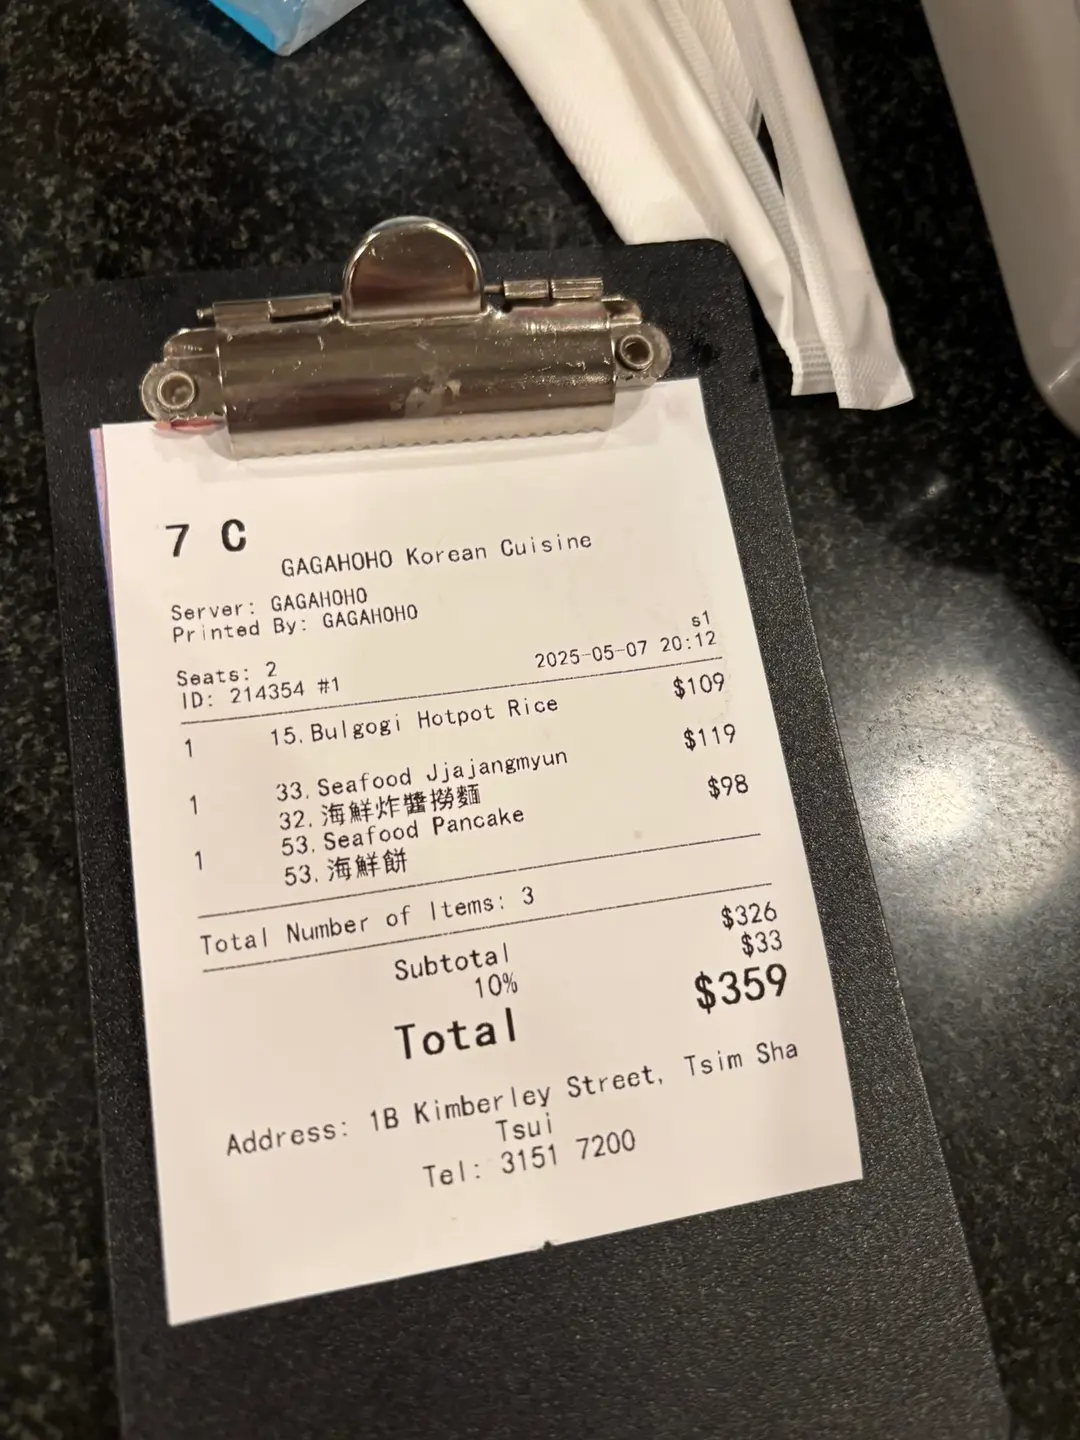 7 C
GAGAHOHO Korean Cuisine
Server: GAGAHOHO
Printed By: GAGAHOHO
s1
Seats: 2 2025-05-07 20:12
ID: 214354 #1
1 15. Bulgogi Hotpot Rice $109
1 33. Seafood Jjajangmyun $119
32. 海鮮炸醬撈麵
1 53. Seafood Pancake $98
53. 海鮮餅
Total Number of Items: 3
Subtotal $326
10% $33
Total $359
Address: 1B Kimberley Street, Tsim Sha
Tsui
Tel: 3151 7200